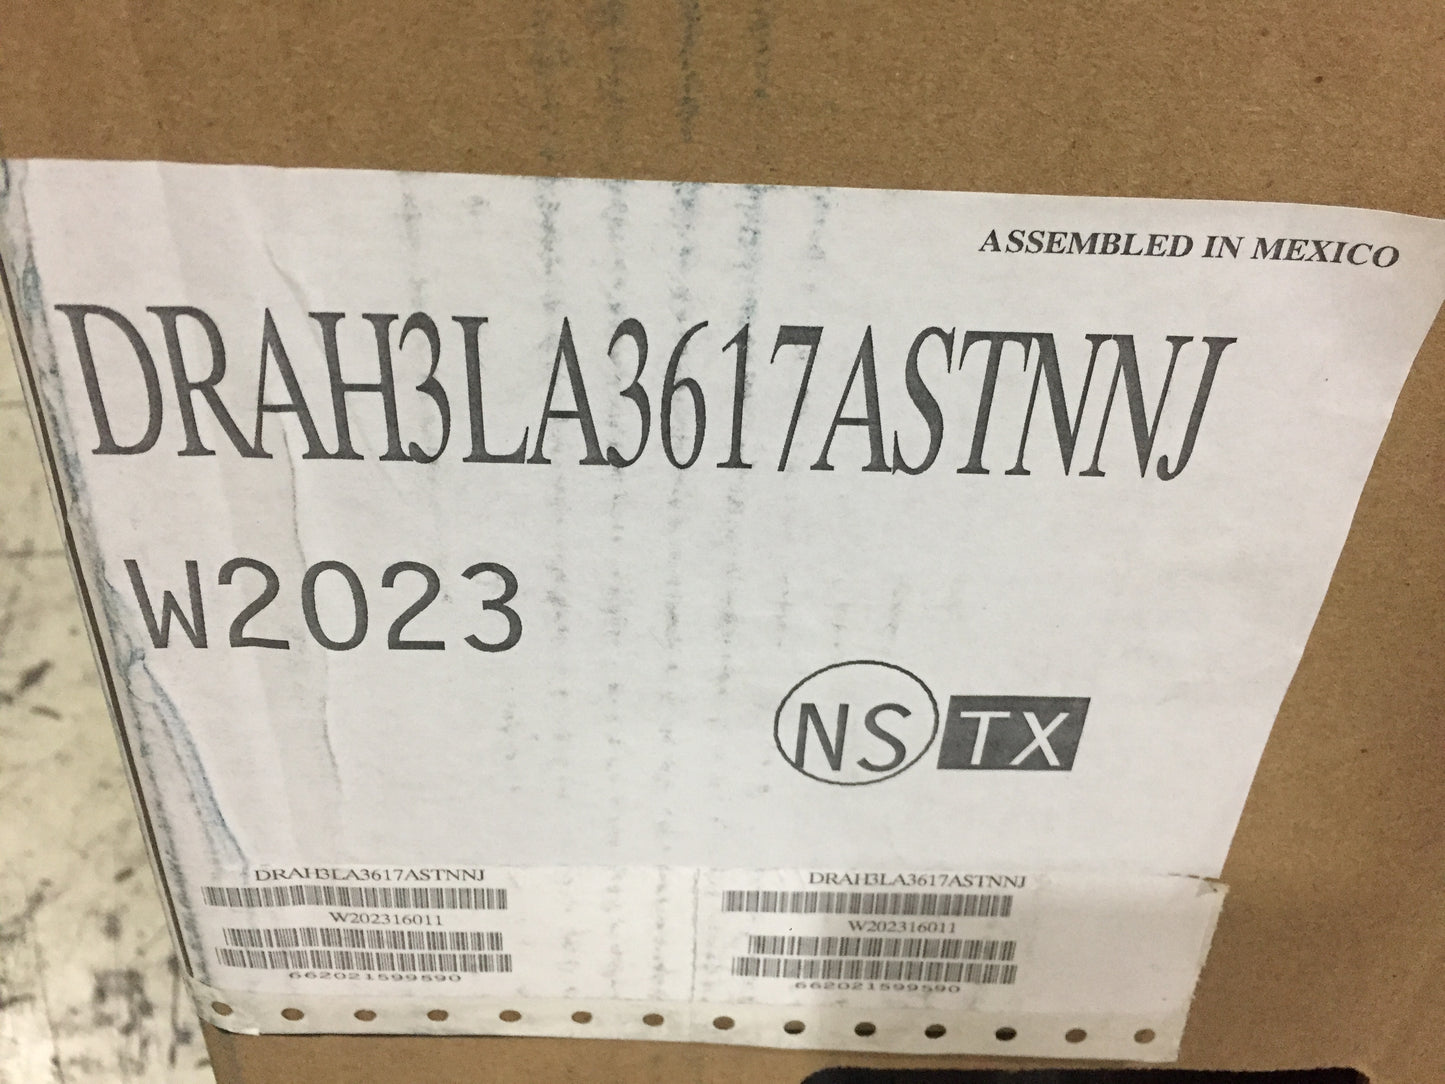 ASSEMBLED IN MEXICO
DRAH3LA3617ASTNNJ
W2023
NS TX
DRAH3LA3617ASTNNJ
W202316011
662021599590
DRAH3LA3617ASTNNJ
W202316011
662021599590